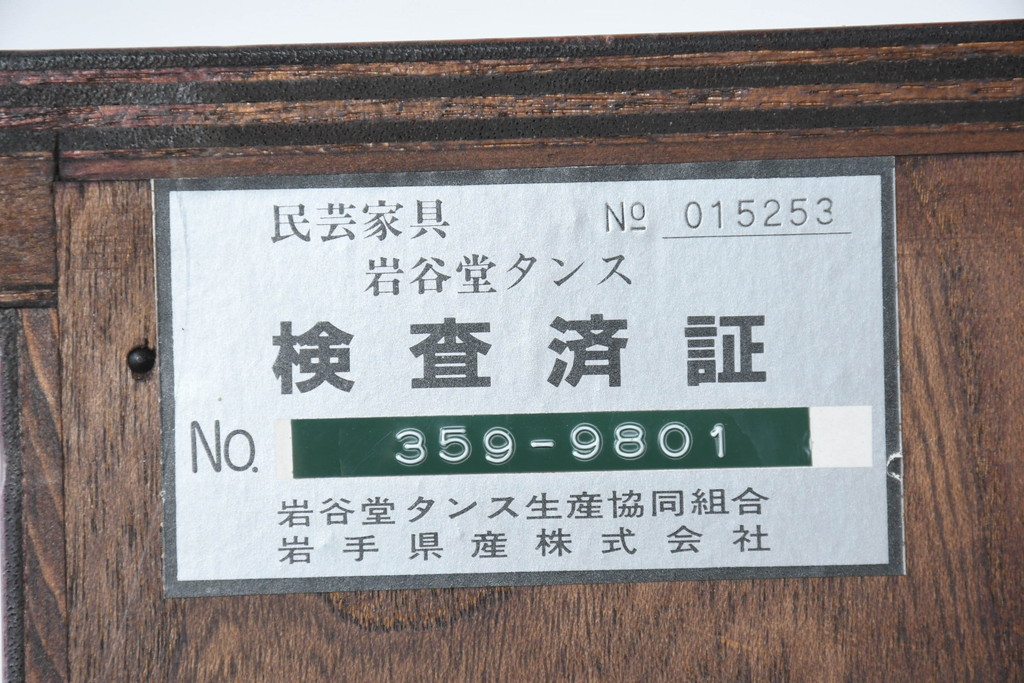 民芸家具 № 015253
岩谷堂タンス
検査済証
No. 359-9801
岩谷堂タンス生産協同組合
岩手県産株式会社